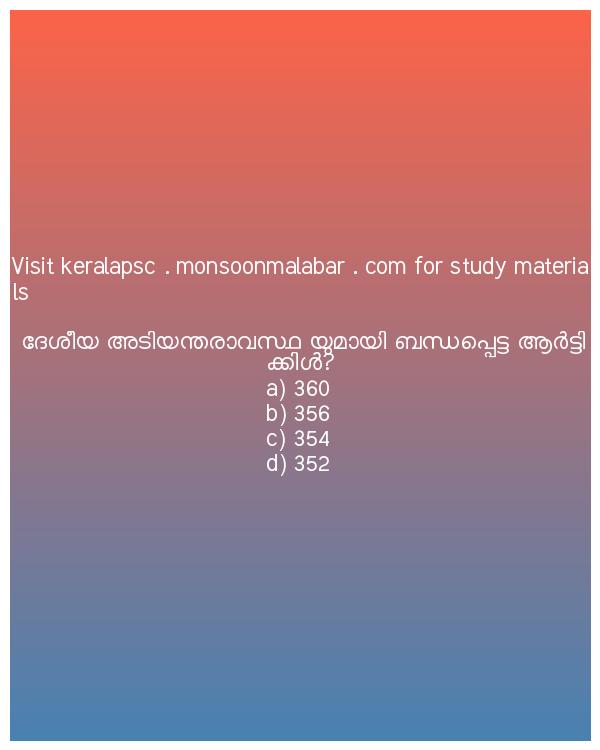 Visit keralapsc . monsoonmalabar . com for study materia
ls
ദേശീയ അടിയന്തരാവസ്ഥ യുമായി ബന്ധപ്പെട്ട ആർട്ടി
ക്കിൾ?
a) 360
b) 356
c) 354
d) 352